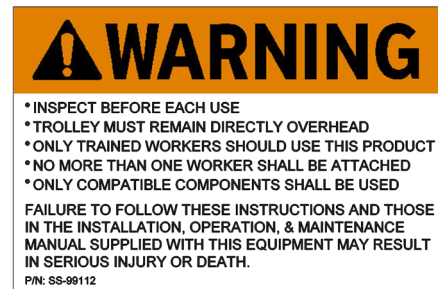 WARNING
• INSPECT BEFORE EACH USE
• TROLLEY MUST REMAIN DIRECTLY OVERHEAD
• ONLY TRAINED WORKERS SHOULD USE THIS PRODUCT
• NO MORE THAN ONE WORKER SHALL BE ATTACHED
• ONLY COMPATIBLE COMPONENTS SHALL BE USED
FAILURE TO FOLLOW THESE INSTRUCTIONS AND THOSE
IN THE INSTALLATION, OPERATION, & MAINTENANCE
MANUAL SUPPLIED WITH THIS EQUIPMENT MAY RESULT
IN SERIOUS INJURY OR DEATH.
P/N: SS-99112